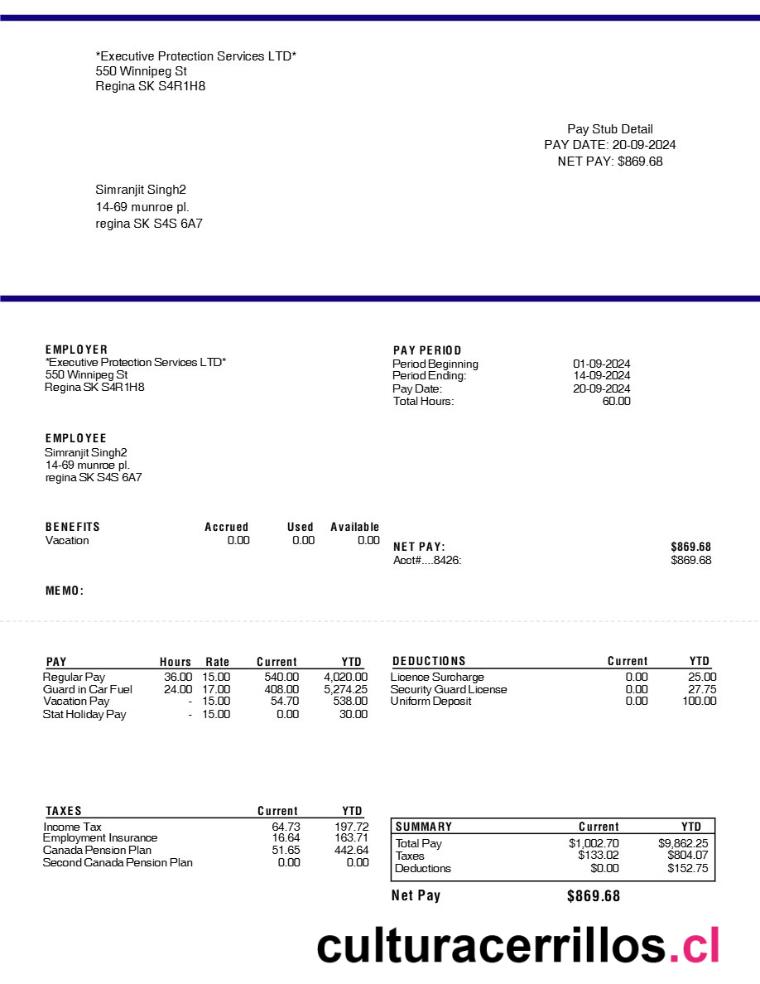 *Executive Protection Services LTD*
550 Winnipeg St
Regina SK S4R1H8
Pay Stub Detail
PAY DATE: 20-09-2024
NET PAY: $869.68
Simranjit Singh2
14-69 munroe pl.
regina SK S4S 6A7
EMPLOYER
*Executive Protection Services LTD*
550 Winnipeg St
Regina SK S4R1H8
PAY PERIOD
Period Beginning 01-09-2024
Period Ending: 14-09-2024
Pay Date: 20-09-2024
Total Hours: 60.00
EMPLOYEE
Simranjit Singh2
14-69 munroe pl.
regina SK S4S 6A7
BENEFITS Accrued Used Available
Vacation 0.00 0.00 0.00
NET PAY: $869.68
Acct#....8426: $869.68
MEMO:
PAY Hours Rate Current YTD
Regular Pay 36.00 15.00 540.00 4,020.00
Guard in Car Fuel 24.00 17.00 408.00 5,274.25
Vacation Pay - 15.00 54.70 538.00
Stat Holiday Pay - 15.00 0.00 30.00
DEDUCTIONS Current YTD
Licence Surcharge 0.00 25.00
Security Guard License 0.00 27.75
Uniform Deposit 0.00 100.00
TAXES Current YTD
Income Tax 64.73 197.72
Employment Insurance 16.64 163.71
Canada Pension Plan 51.65 442.64
Second Canada Pension Plan 0.00 0.00
SUMMARY Current YTD
Total Pay $1,002.70 $9,862.25
Taxes $133.02 $804.07
Deductions $0.00 $152.75
Net Pay $869.68
culturacerrillos.cl